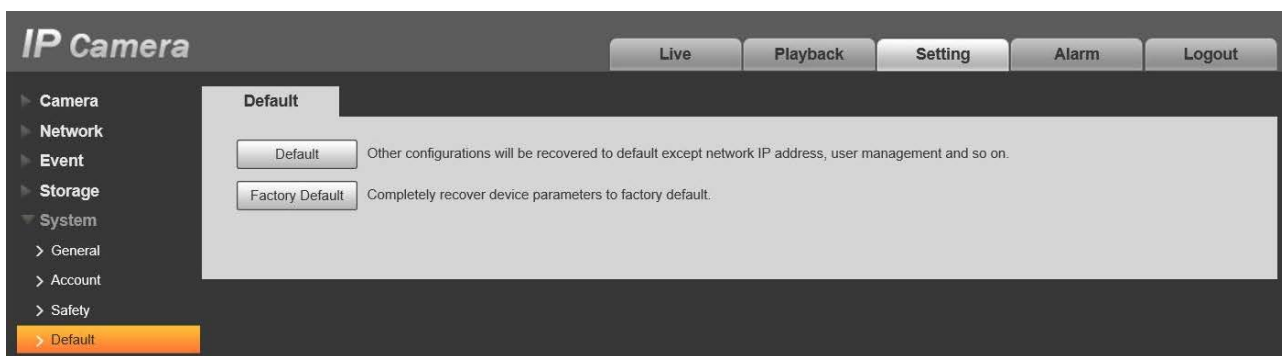 IP Camera
Live Playback Setting Alarm Logout
Camera
Network
Event
Storage
System
General
Account
Safety
Default
Default
Default Other configurations will be recovered to default except network IP address, user management and so on.
Factory Default Completely recover device parameters to factory default.